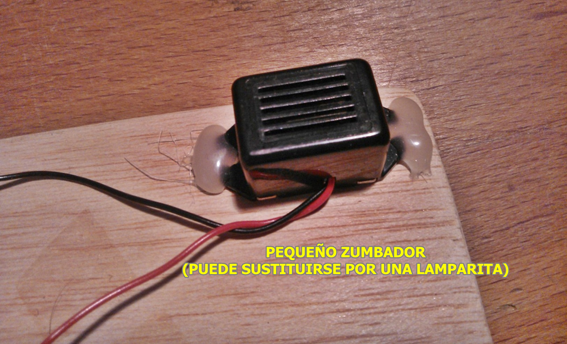 PEQUEÑO ZUMBADOR
(PUEDE SUSTITUIRSE POR UNA LAMPARITA)